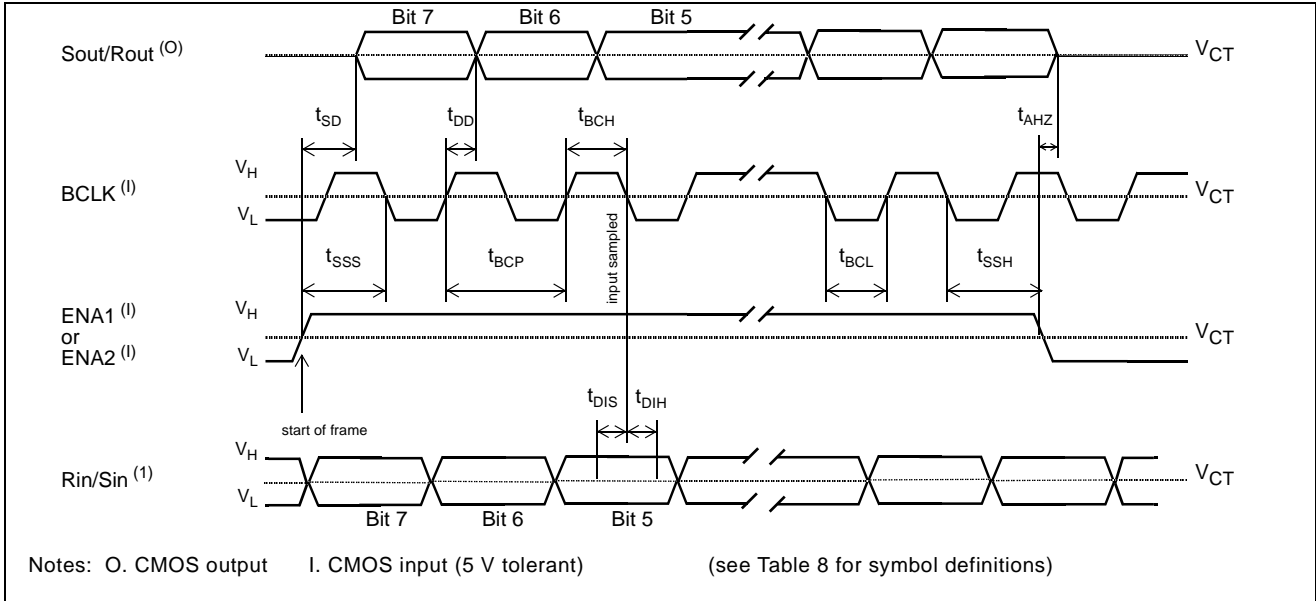 Bit 7 Bit 6 Bit 5
Sout/Rout (O) VCT
tSD tDD tBCH tAHZ
VH
BCLK (I) VCT
VL
tSSS tBCP input sampled tBCL tSSH
ENA1 (I) VH
or VCT
ENA2 (I) VL
tDIS tDIH
start of frame
VH
Rin/Sin (1) VCT
VL
Bit 7 Bit 6 Bit 5
Notes: O. CMOS output I. CMOS input (5 V tolerant) (see Table 8 for symbol definitions)